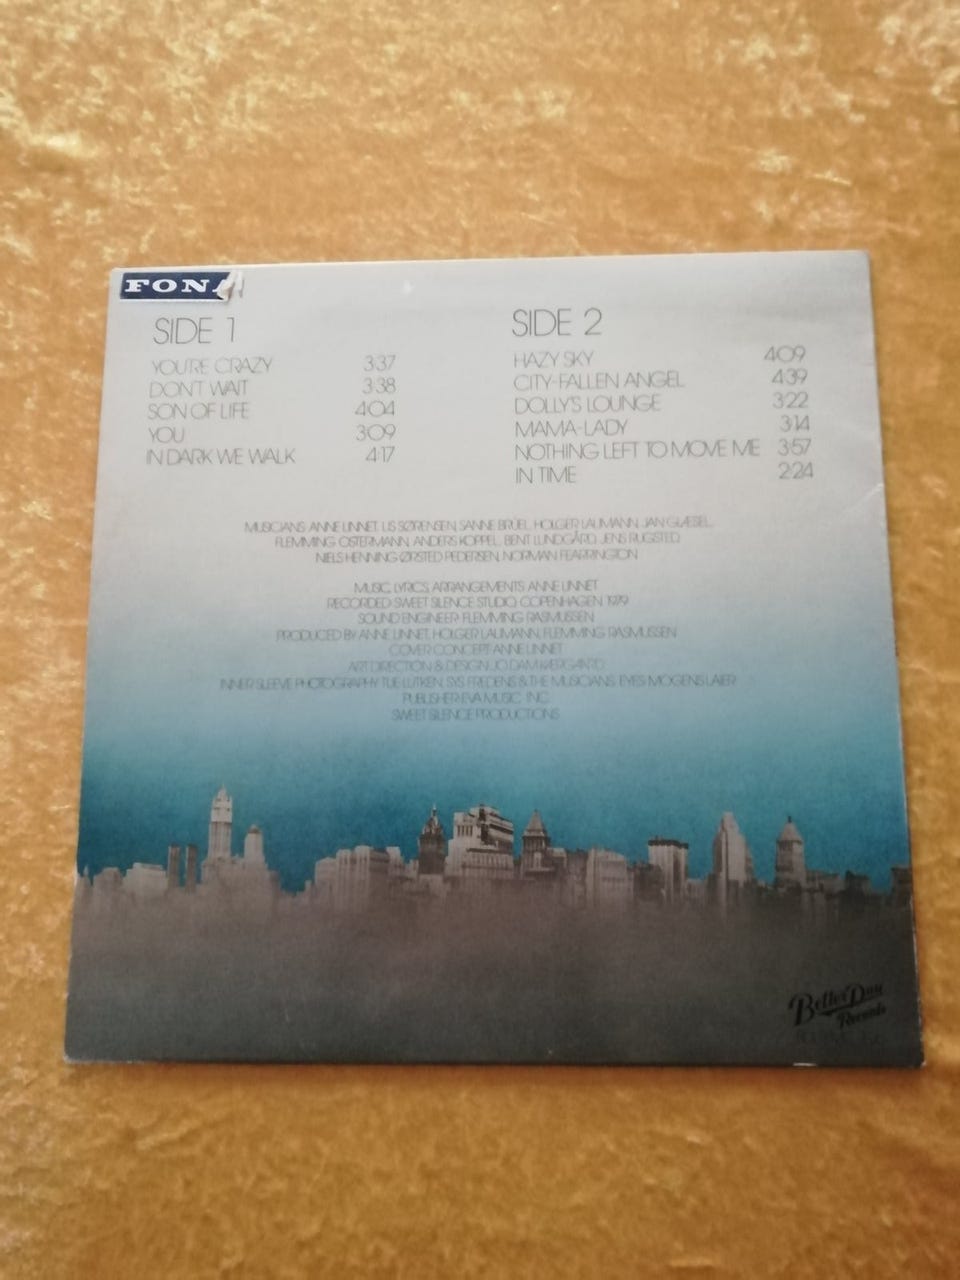 FONA
SIDE 1
YOU'RE CRAZY 3:37
DON'T WAIT 3:38
SON OF LIFE 4:04
YOU 3:09
IN DARK WE WALK 4:17
SIDE 2
HAZY SKY 4:09
CITY-FALLEN ANGEL 4:39
DOLLY'S LOUNGE 3:22
MAMA-LADY 3:14
NOTHING LEFT TO MOVE ME 3:57
IN TIME 2:24
MUSICIANS: ANNE LINNET, LIS SØRENSEN, SANNE BRÜEL, HOLGER LAUMANN, JAN GLÆSEL,
FLEMMING OSTERMANN, ANDERS KOPPEL, BENT LUNDGÅRD, JENS RUGSTED,
NIELS HENNING ØRSTED PEDERSEN, NORMAN FEARRINGTON
MUSIC, LYRICS, ARRANGEMENTS: ANNE LINNET
RECORDED: SWEET SILENCE STUDIO, COPENHAGEN 1979
SOUND ENGINEER: FLEMMING RASMUSSEN
PRODUCED BY ANNE LINNET, HOLGER LAUMANN, FLEMMING RASMUSSEN
COVER CONCEPT: ANNE LINNET
ART DIRECTION & DESIGN: JO DAM KÆRGAARD
INNER SLEEVE PHOTOGRAPHY: TUE LÜTKEN, SYS FREDENS & THE MUSICIANS. EYES: MOGENS LAIER
PUBLISHER: EVA MUSIC INC.
SWEET SILENCE PRODUCTIONS
Better Day
Records